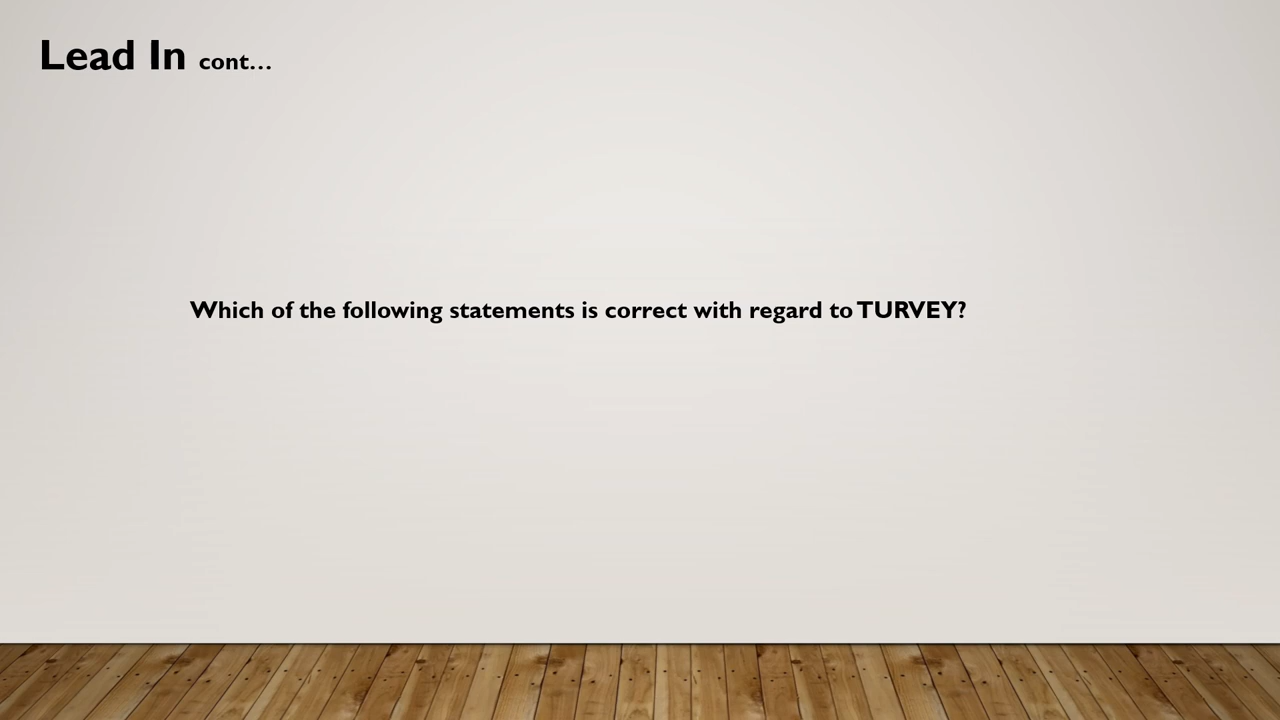 Lead In cont...
Which of the following statements is correct with regard to TURVEY?